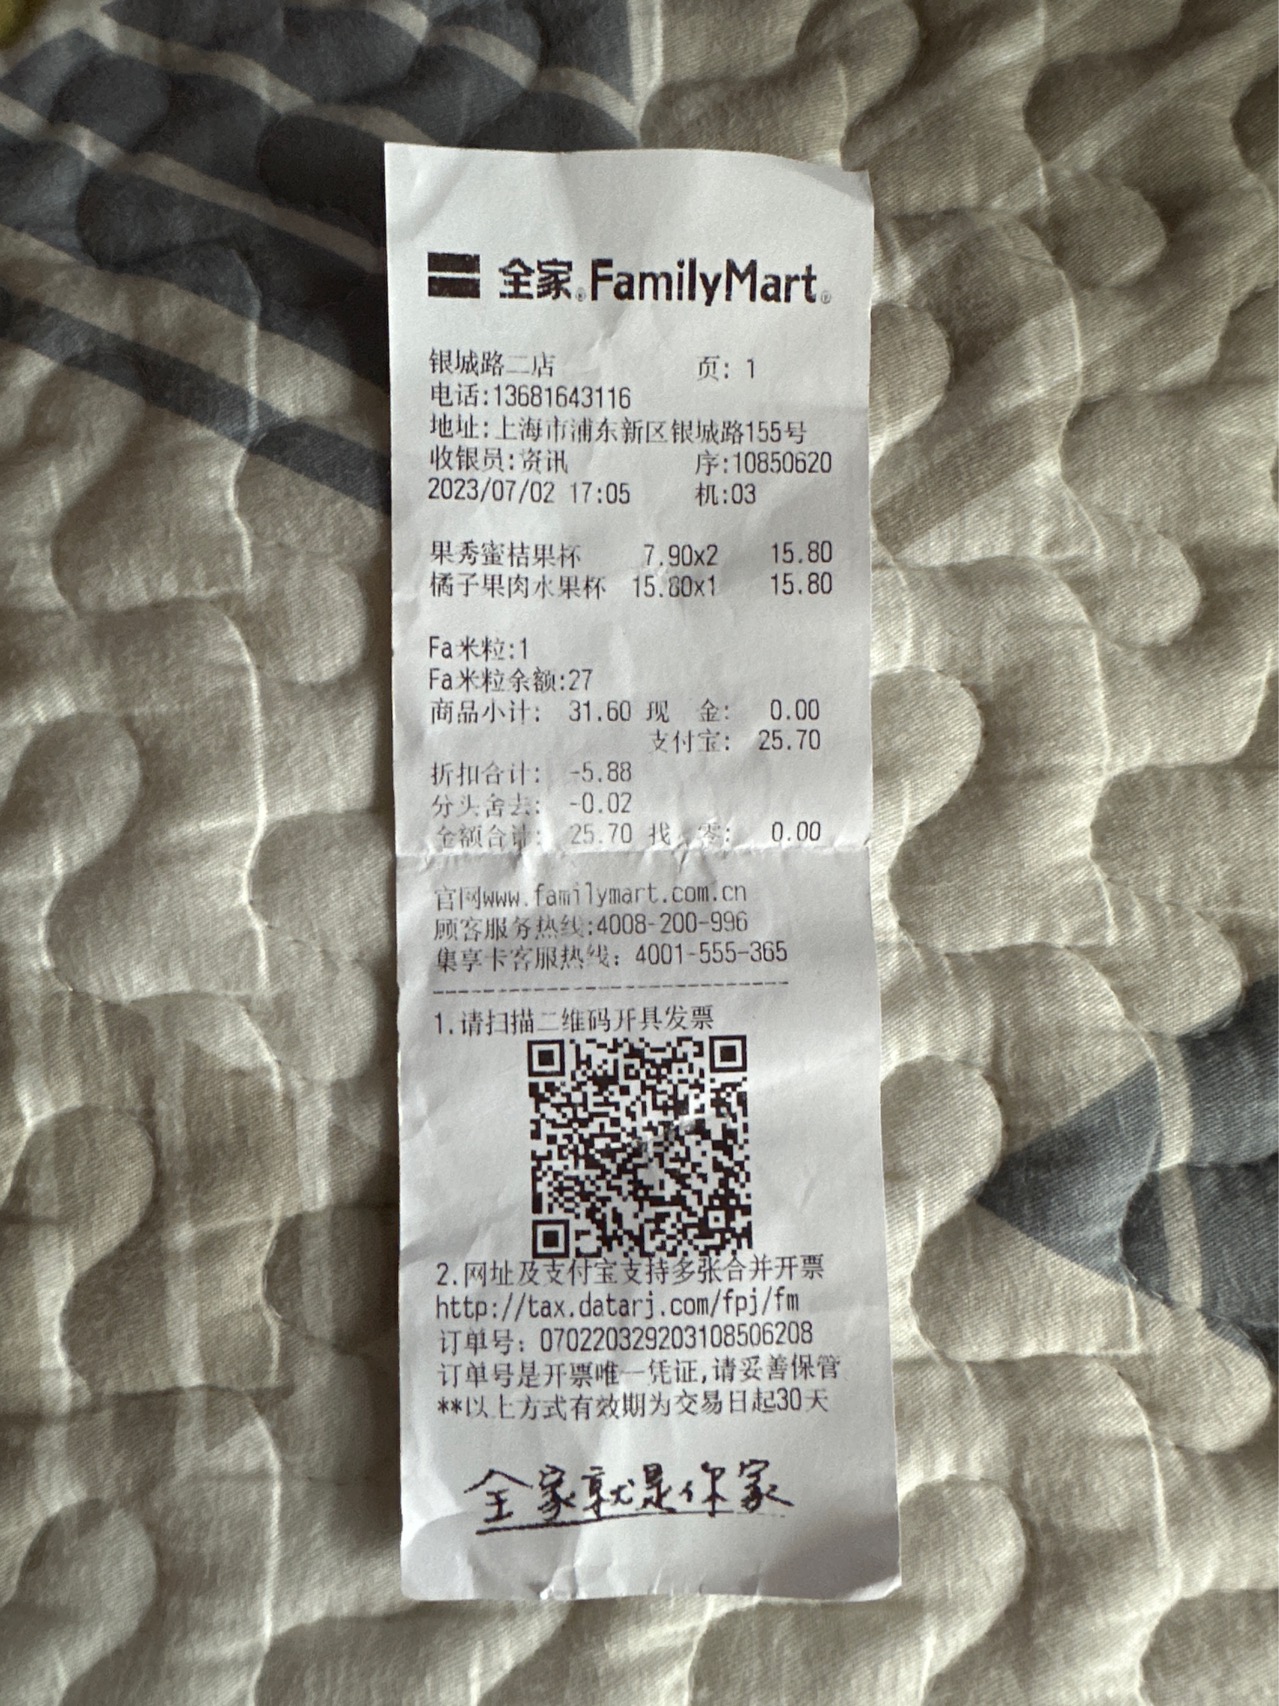 全家® FamilyMart®
银城路二店 页: 1
电话:13681643116
地址:上海市浦东新区银城路155号
收银员:资讯 序:10850620
2023/07/02 17:05 机:03
果秀蜜桔果杯 7.90x2 15.80
橘子果肉水果杯 15.80x1 15.80
Fa米粒:1
Fa米粒余额:27
商品小计: 31.60 现 金: 0.00
支付宝: 25.70
折扣合计: -5.88
分头舍去: -0.02
金额合计: 25.70 找 零: 0.00
官网www.familymart.com.cn
顾客服务热线:4008-200-996
集享卡客服热线: 4001-555-365
1.请扫描二维码开具发票
2.网址及支付宝支持多张合并开票
http://tax.datarj.com/fpj/fm
订单号: 070220329203108506208
订单号是开票唯一凭证,请妥善保管
**以上方式有效期为交易日起30天
全家就是你家